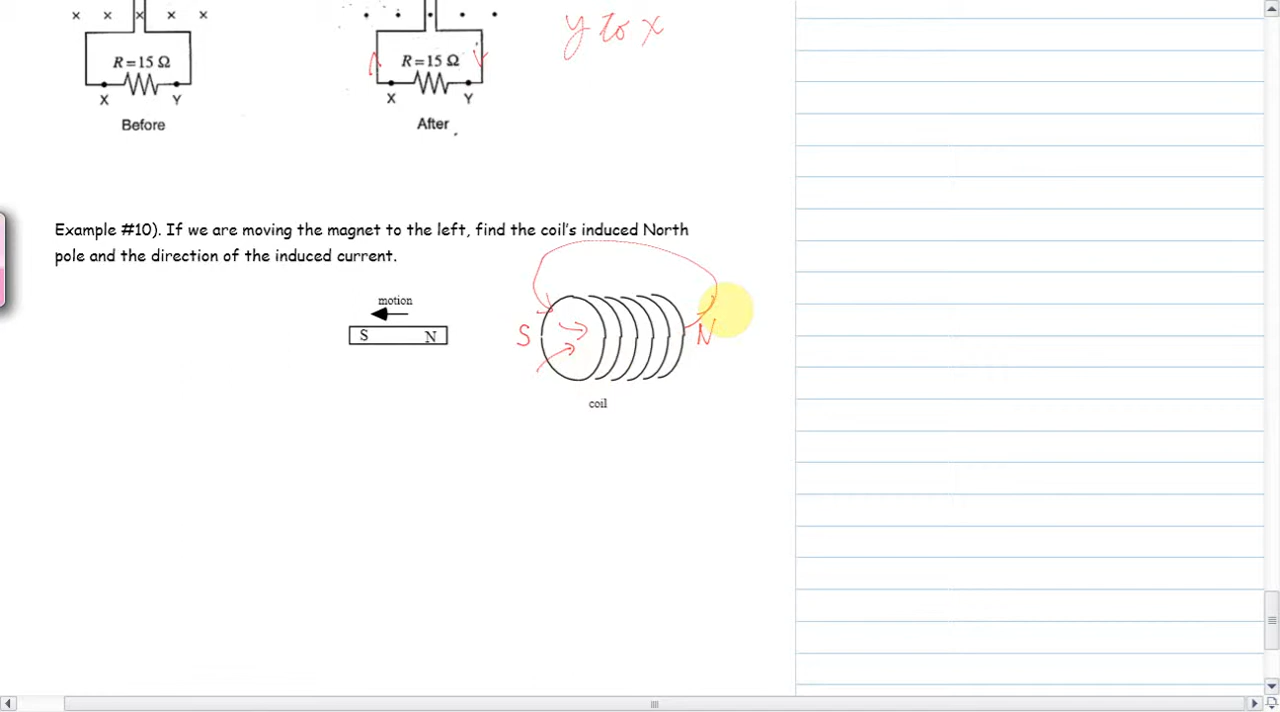 × × × × ×
R=15 Ω
X Y
Before
R=15 Ω
X Y
After
y to x
Example #10). If we are moving the magnet to the left, find the coil's induced North
pole and the direction of the induced current.
motion
S N
S N
coil